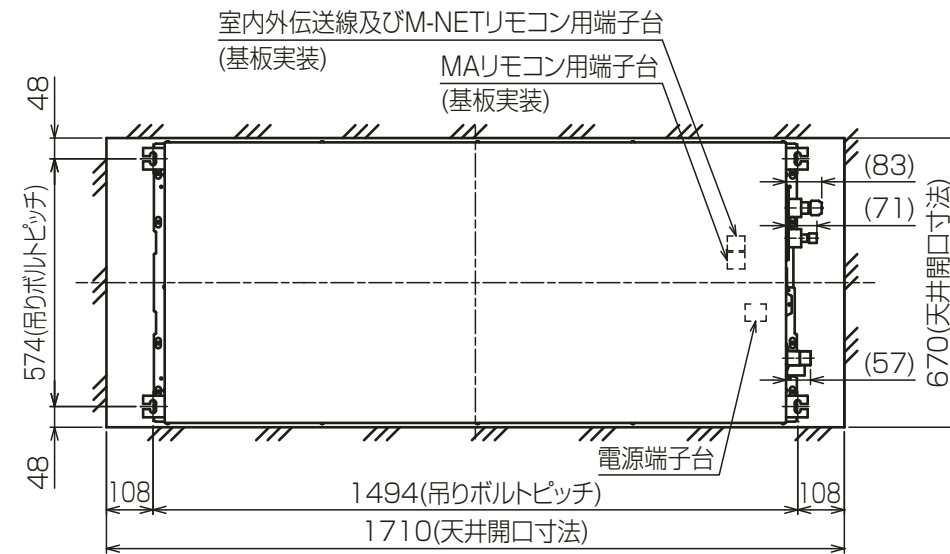 室内外伝送線及びM-NETリモコン用端子台
(基板実装)
MAリモコン用端子台
(基板実装)
48
574(吊りボルトピッチ)
48
(83)
(71)
(57)
670(天井開口寸法)
電源端子台
108
1494(吊りボルトピッチ)
108
1710(天井開口寸法)